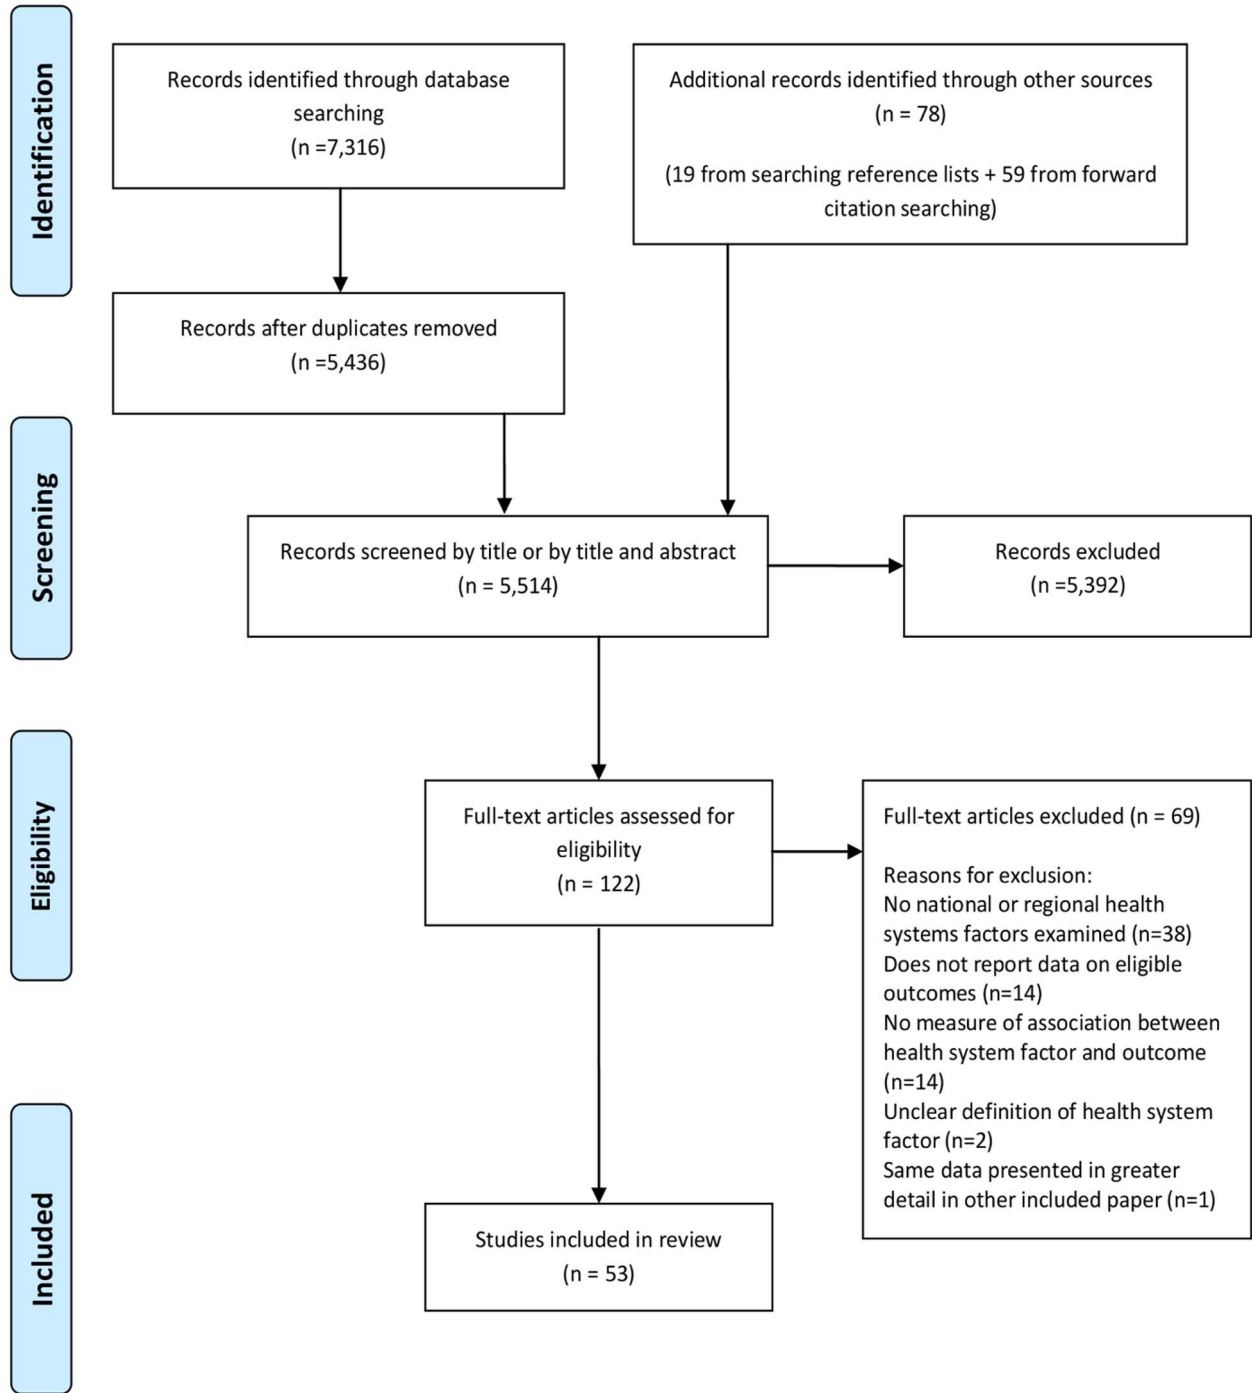 Identification
Records identified through database
searching
(n =7,316)
Additional records identified through other sources
(n = 78)
(19 from searching reference lists + 59 from forward
citation searching)
Records after duplicates removed
(n =5,436)
Screening
Records screened by title or by title and abstract
(n = 5,514)
Records excluded
(n =5,392)
Eligibility
Full-text articles assessed for
eligibility
(n = 122)
Full-text articles excluded (n = 69)
Reasons for exclusion:
No national or regional health
systems factors examined (n=38)
Does not report data on eligible
outcomes (n=14)
No measure of association between
health system factor and outcome
(n=14)
Unclear definition of health system
factor (n=2)
Same data presented in greater
detail in other included paper (n=1)
Included
Studies included in review
(n = 53)